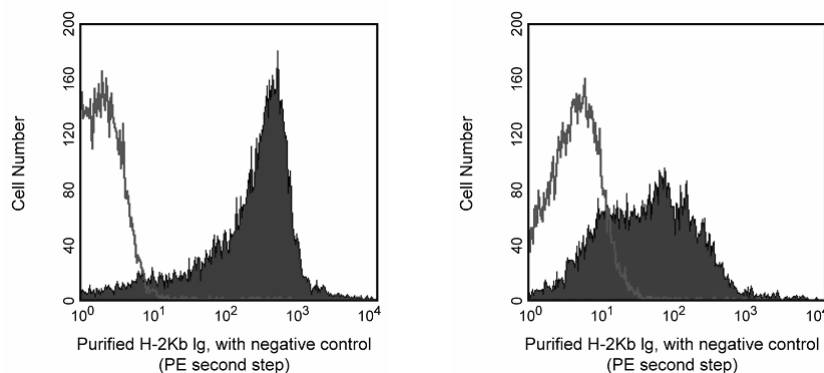 200
160
120
80
40
0
Cell Number
100 101 102 103 104
Purified H-2Kb Ig, with negative control
(PE second step)
200
160
120
80
40
0
Cell Number
100 101 102 103 104
Purified H-2Kb Ig, with negative control
(PE second step)